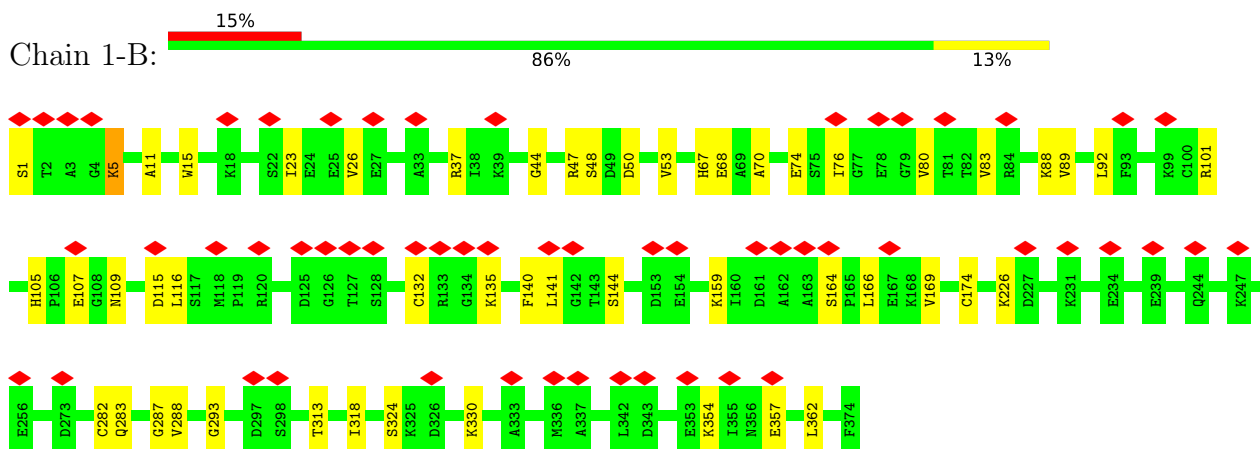 15%
Chain 1-B:
86% 13%
S1 T2 A3 G4 K5 A11 W15 K18 S22 I23 E24 E25 V26 E27 A33 R37 I38 K39 G44 R47 S48 D49 D50 V53 H67 E68 A69 A70 E74 S75 I76 G77 E78 G79 V80 T81 T82 V83 R84 K88 V89 L92 F93 K99 C100 R101
H105 P106 E107 G108 N109 D115 L116 S117 M118 P119 R120 D125 G126 T127 S128 C132 R133 G134 K135 F140 L141 G142 T143 S144 D153 E154 K159 I160 D161 A162 A163 S164 P165 L166 E167 K168 V169 C174 K226 D227 K231 E234 E239 Q244 K247
E256 D273 C282 Q283 G287 V288 G293 D297 S298 T313 I318 S324 K325 D326 K330 A333 M336 A337 L342 D343 E353 K354 I355 N356 E357 L362 F374